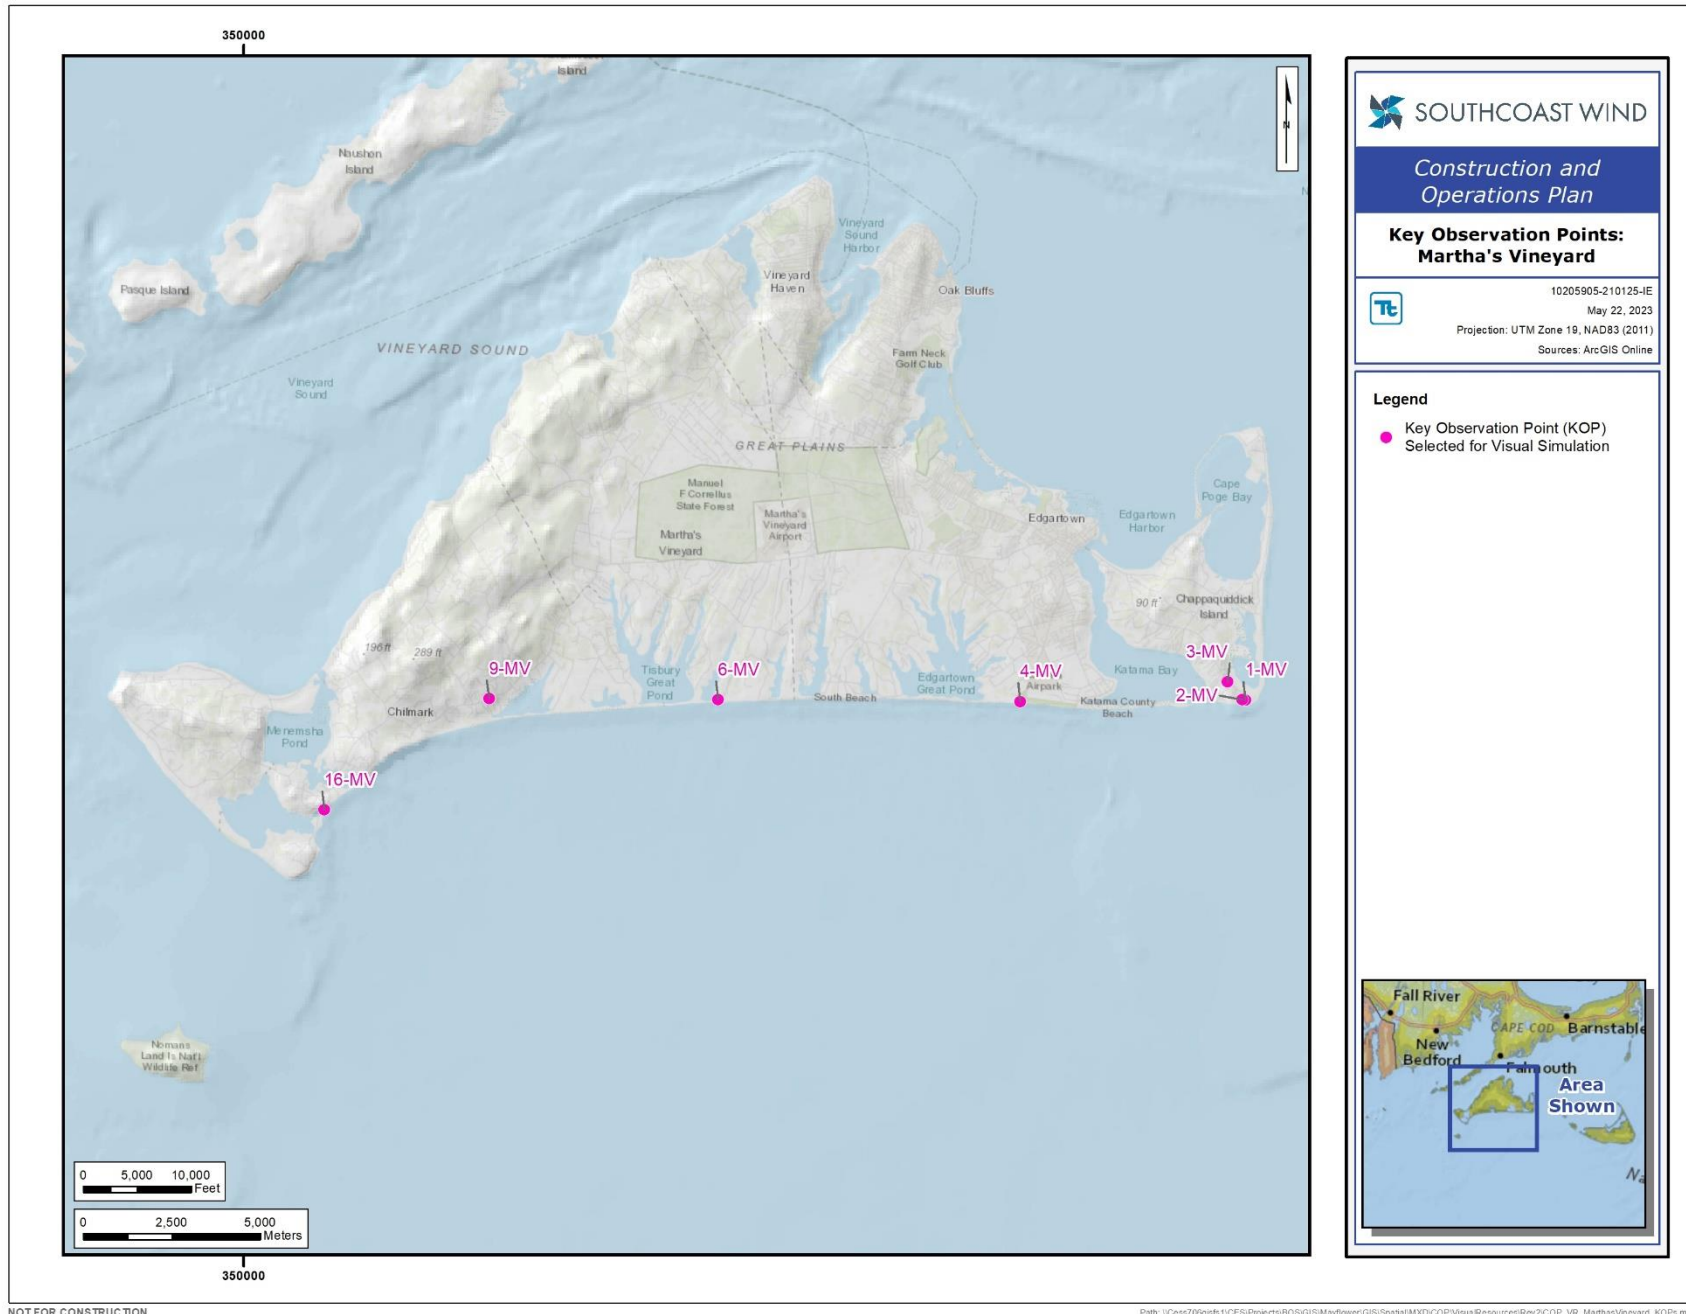 350000
Island
Naushon
Island
Pasque Island
VINEYARD SOUND
Vineyard
Sound
Vineyard
Sound
Harbor
Vineyard
Haven
Oak Bluffs
Farm Neck
Golf Club
GREAT PLAINS
Manuel
F Correllus
State Forest
Martha's
Vineyard
Airport
Martha's
Vineyard
Edgartown
Edgartown
Harbor
Cape
Poge Bay
90 ft
Chappaquiddick
Island
196 ft
289 ft
9-MV
Tisbury
Great
Pond
6-MV
South Beach
Edgartown
Great Pond
4-MV
Airpark
Katama Bay
Katama County
Beach
3-MV
1-MV
2-MV
Chilmark
Menemsha
Pond
16-MV
Nomans
Land Is Nat'l
Wildlife Ref
N
0 5,000 10,000
Feet
0 2,500 5,000
Meters
350000
SOUTHCOAST WIND
Construction and
Operations Plan
Key Observation Points:
Martha's Vineyard
Tt
10205905-210125-IE
May 22, 2023
Projection: UTM Zone 19, NAD83 (2011)
Sources: ArcGIS Online
Legend
Key Observation Point (KOP)
Selected for Visual Simulation
Fall River
CAPE COD
Barnstable
New
Bedford
Falmouth
Area
Shown
Na
NOT FOR CONSTRUCTION